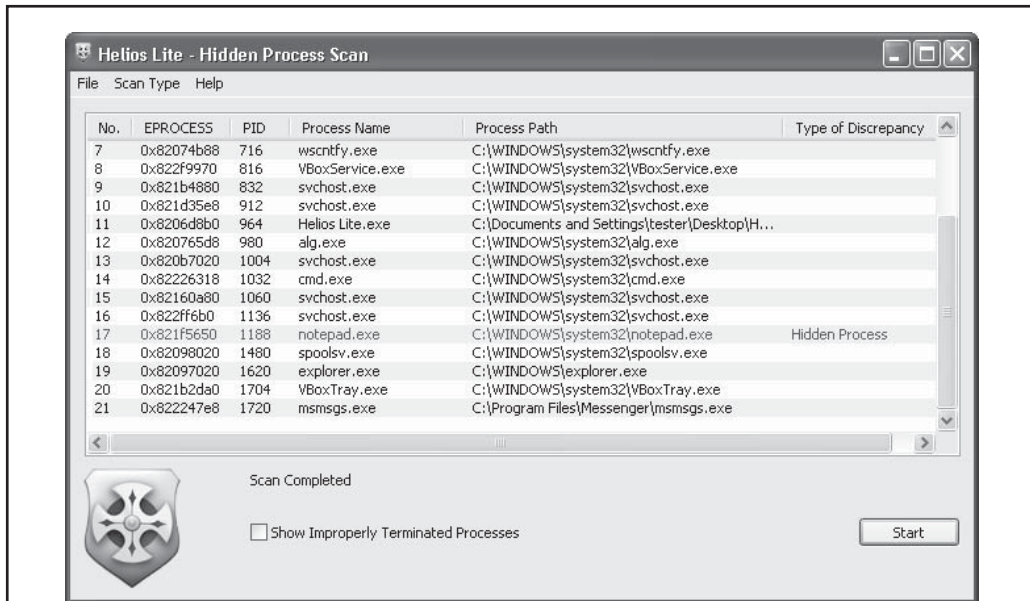 Helios Lite - Hidden Process Scan
File Scan Type Help
No. EPROCESS PID Process Name Process Path Type of Discrepancy
7 0x82074b88 716 wscntfy.exe C:\WINDOWS\system32\wscntfy.exe
8 0x822f9970 816 VBoxService.exe C:\WINDOWS\system32\VBoxService.exe
9 0x821b4880 832 svchost.exe C:\WINDOWS\system32\svchost.exe
10 0x821d35e8 912 svchost.exe C:\WINDOWS\system32\svchost.exe
11 0x8206d8b0 964 Helios Lite.exe C:\Documents and Settings\tester\Desktop\H...
12 0x820765d8 980 alg.exe C:\WINDOWS\system32\alg.exe
13 0x820b7020 1004 svchost.exe C:\WINDOWS\system32\svchost.exe
14 0x82226318 1032 cmd.exe C:\WINDOWS\system32\cmd.exe
15 0x82160a80 1060 svchost.exe C:\WINDOWS\system32\svchost.exe
16 0x822ff6b0 1136 svchost.exe C:\WINDOWS\system32\svchost.exe
17 0x821f5650 1188 notepad.exe C:\WINDOWS\system32\notepad.exe Hidden Process
18 0x82098020 1480 spoolsv.exe C:\WINDOWS\system32\spoolsv.exe
19 0x82097020 1620 explorer.exe C:\WINDOWS\explorer.exe
20 0x821b2da0 1704 VBoxTray.exe C:\WINDOWS\system32\VBoxTray.exe
21 0x822247e8 1720 msmsgs.exe C:\Program Files\Messenger\msmsgs.exe
Scan Completed
Show Improperly Terminated Processes
Start